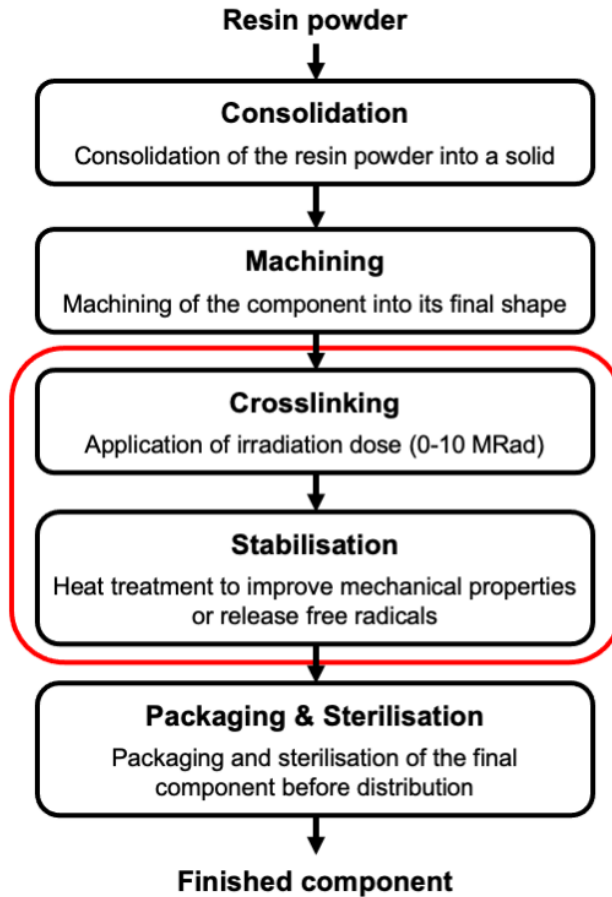 Resin powder
Consolidation
Consolidation of the resin powder into a solid
Machining
Machining of the component into its final shape
Crosslinking
Application of irradiation dose (0-10 MRad)
Stabilisation
Heat treatment to improve mechanical properties
or release free radicals
Packaging & Sterilisation
Packaging and sterilisation of the final
component before distribution
Finished component